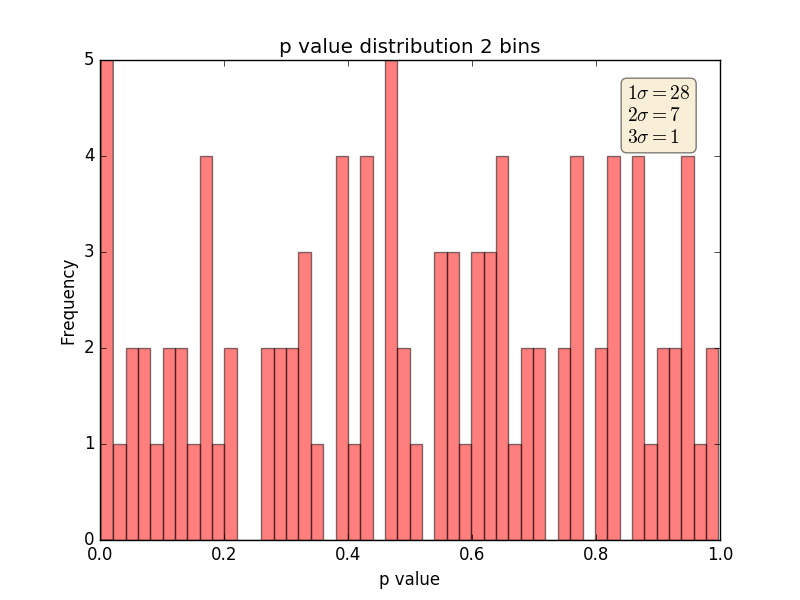 p value distribution 2 bins
1σ = 28
2σ = 7
3σ = 1
Frequency
5
4
3
2
1
0
0.0 0.2 0.4 0.6 0.8 1.0
p value